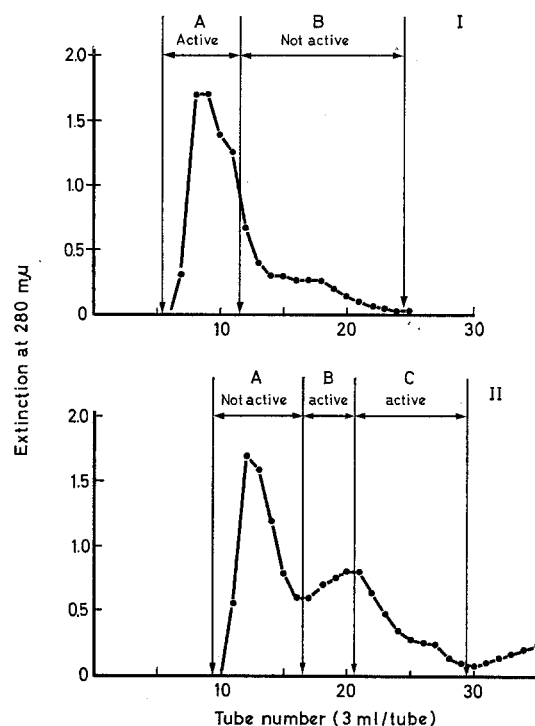 A B I
Active Not active
2.0
1.5
1.0
0.5
0
10 20 30
Extinction at 280 mμ
A B C II
Not active active active
2.0
1.5
1.0
0.5
0
10 20 30
Tube number (3 ml/tube)